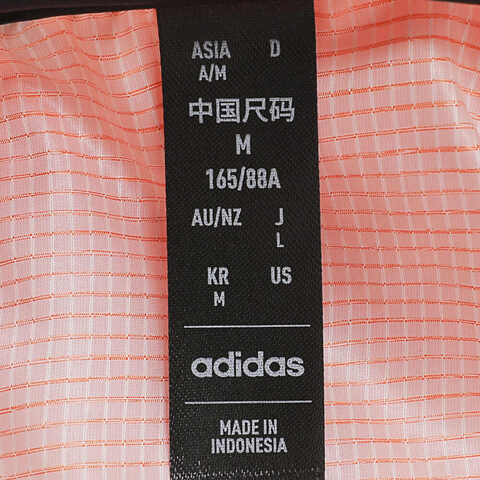 ASIA D
A/M
中国尺码
M
165/88A
AU/NZ J
L
KR US
M
adidas
MADE IN
INDONESIA